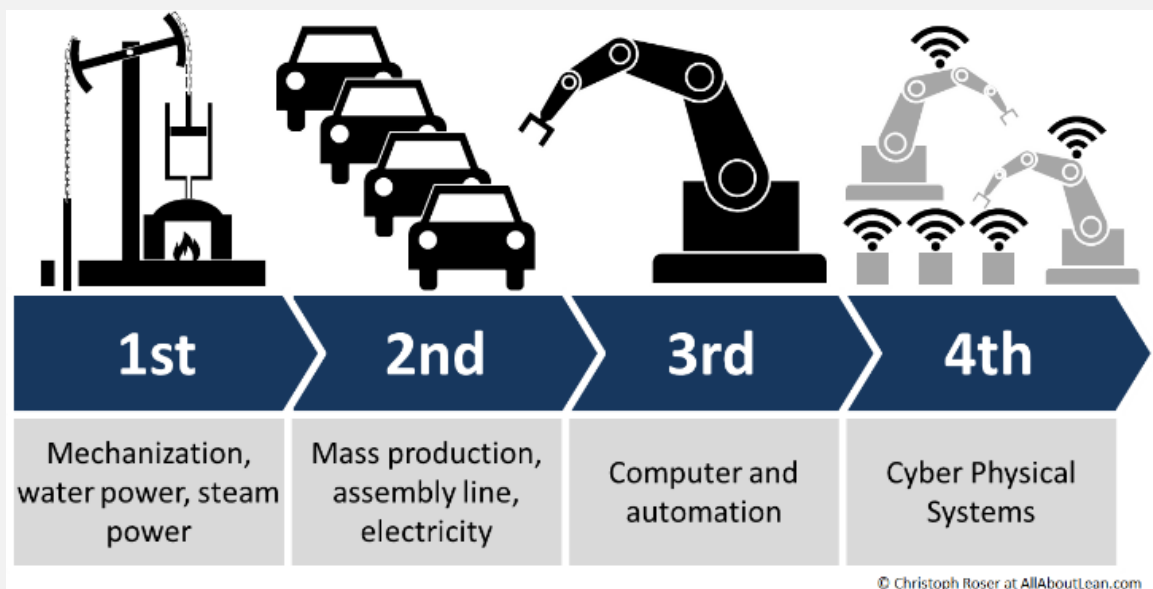 1st
2nd
3rd
4th
Mechanization,
water power, steam
power
Mass production,
assembly line,
electricity
Computer and
automation
Cyber Physical
Systems
© Christoph Roser at AllAboutLean.com